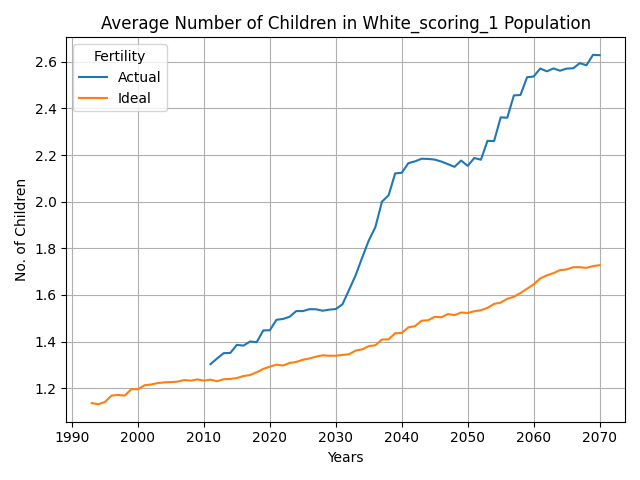 Average Number of Children in White_scoring_1 Population
Fertility
Actual
Ideal
No. of Children
2.6
2.4
2.2
2.0
1.8
1.6
1.4
1.2
1990 2000 2010 2020 2030 2040 2050 2060 2070
Years